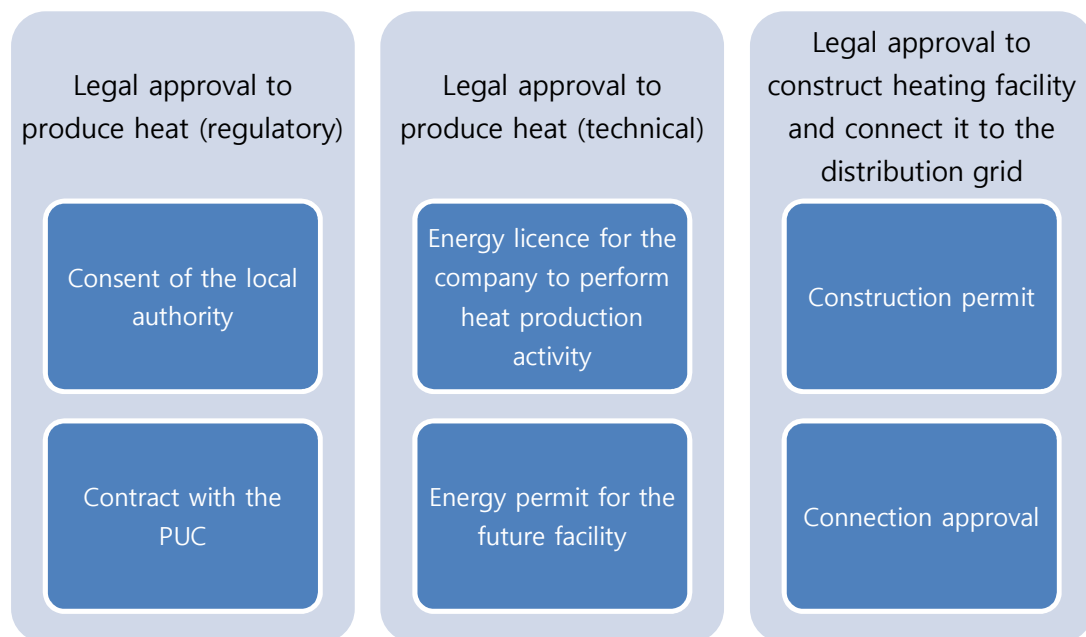 Legal approval to
produce heat (regulatory)
Consent of the local
authority
Contract with the
PUC
Legal approval to
produce heat (technical)
Energy licence for the
company to perform
heat production
activity
Energy permit for the
future facility
Legal approval to
construct heating facility
and connect it to the
distribution grid
Construction permit
Connection approval